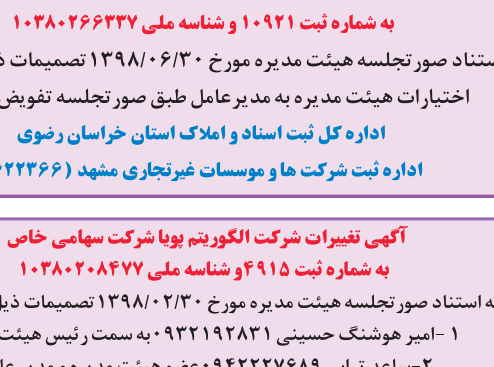 به شماره ثبت ۱۰۹۲۱ و شناسه ملی ۱۰۳۸۰۲۶۶۳۳۷
صورتجلسه هیئت مدیره مورخ ۱۳۹۸/۰۶/۳۰ تصمیمات
اختیارات هیئت مدیره به مدیرعامل طبق صورتجلسه تفویض
اداره کل ثبت اسناد و املاک استان خراسان رضوی
اداره ثبت شرکت ها و موسسات غیرتجاری مشهد (۶۲۲۳۶۶
آگهی تغییرات شرکت الگوریتم پویا شرکت سهامی خاص
به شماره ثبت ۴۹۱۵ و شناسه ملی ۱۰۳۸۰۲۰۸۴۷۷
به استناد صورتجلسه هیئت مدیره مورخ ۱۳۹۸/۰۲/۳۰ تصمیمات ذیل
۱ -امیر هوشنگ حسینی ۰۹۳۲۱۹۲۸۳۱ به سمت رئیس هیئت